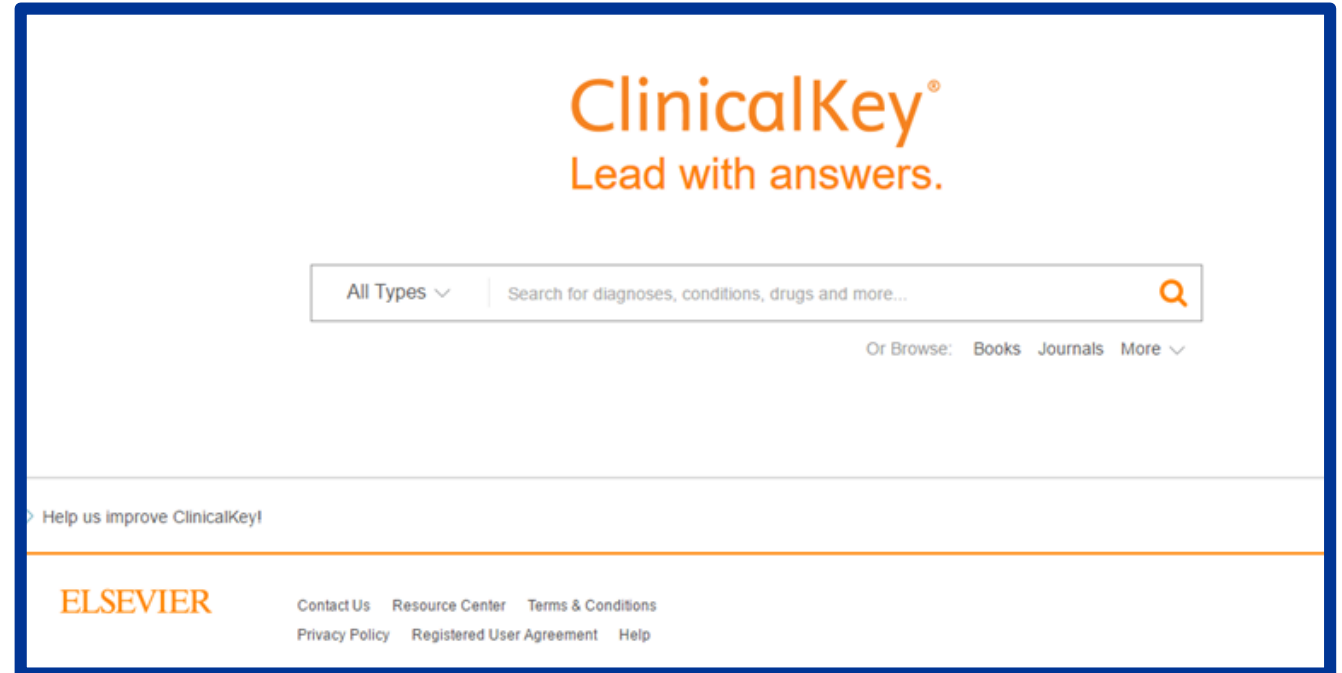 ClinicalKey®
Lead with answers.
All Types Search for diagnoses, conditions, drugs and more...
Or Browse: Books Journals More
Help us improve ClinicalKey!
ELSEVIER
Contact Us Resource Center Terms & Conditions
Privacy Policy Registered User Agreement Help